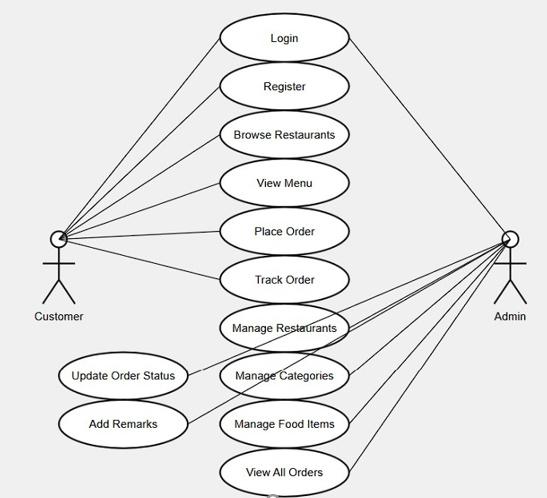 Login
Register
Browse Restaurants
View Menu
Place Order
Track Order
Customer
Admin
Manage Restaurants
Update Order Status
Manage Categories
Add Remarks
Manage Food Items
View All Orders